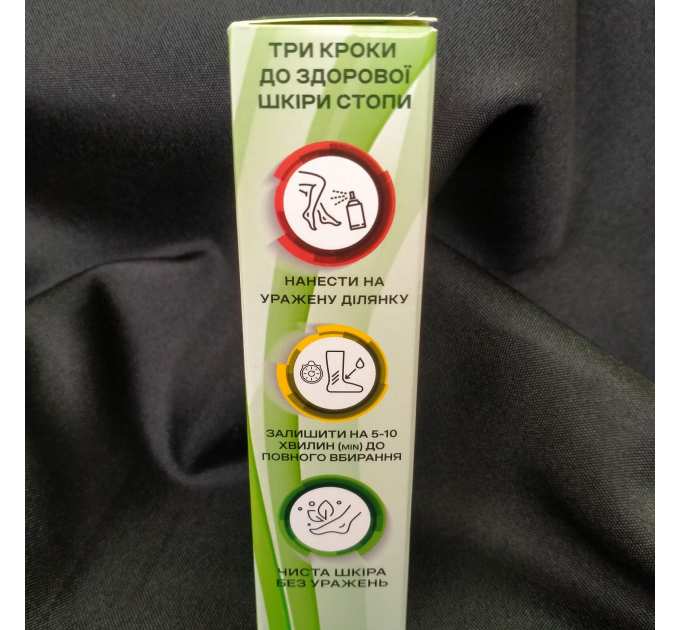 ТРИ КРОКИ
ДО ЗДОРОВОЇ
ШКІРИ СТОПИ
НАНЕСТИ НА
УРАЖЕНУ ДІЛЯНКУ
ЗАЛИШИТИ НА 5-10
ХВИЛИН (MIN) ДО
ПОВНОГО ВБИРАННЯ
ЧИСТА ШКІРА
БЕЗ УРАЖЕНЬ